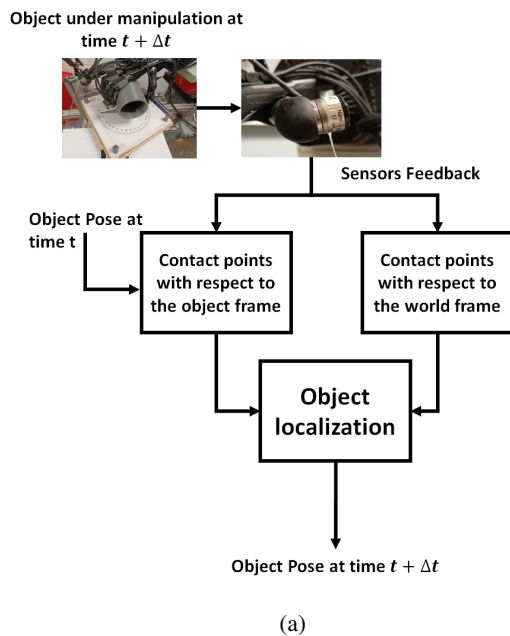 Object under manipulation at
time t + Δt
Sensors Feedback
Object Pose at
time t
Contact points
with respect to
the object frame
Contact points
with respect to
the world frame
Object
localization
Object Pose at time t + Δt
(a)